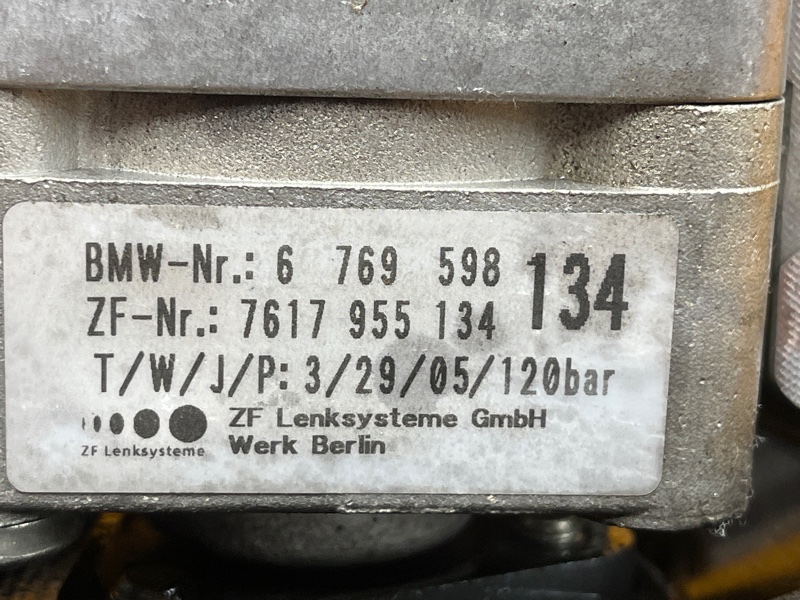 BMW-Nr.: 6 769 598 134
ZF-Nr.: 7617 955 134
T/W/J/P: 3/29/05/120bar
ZF Lenksysteme GmbH
ZF Lenksysteme Werk Berlin